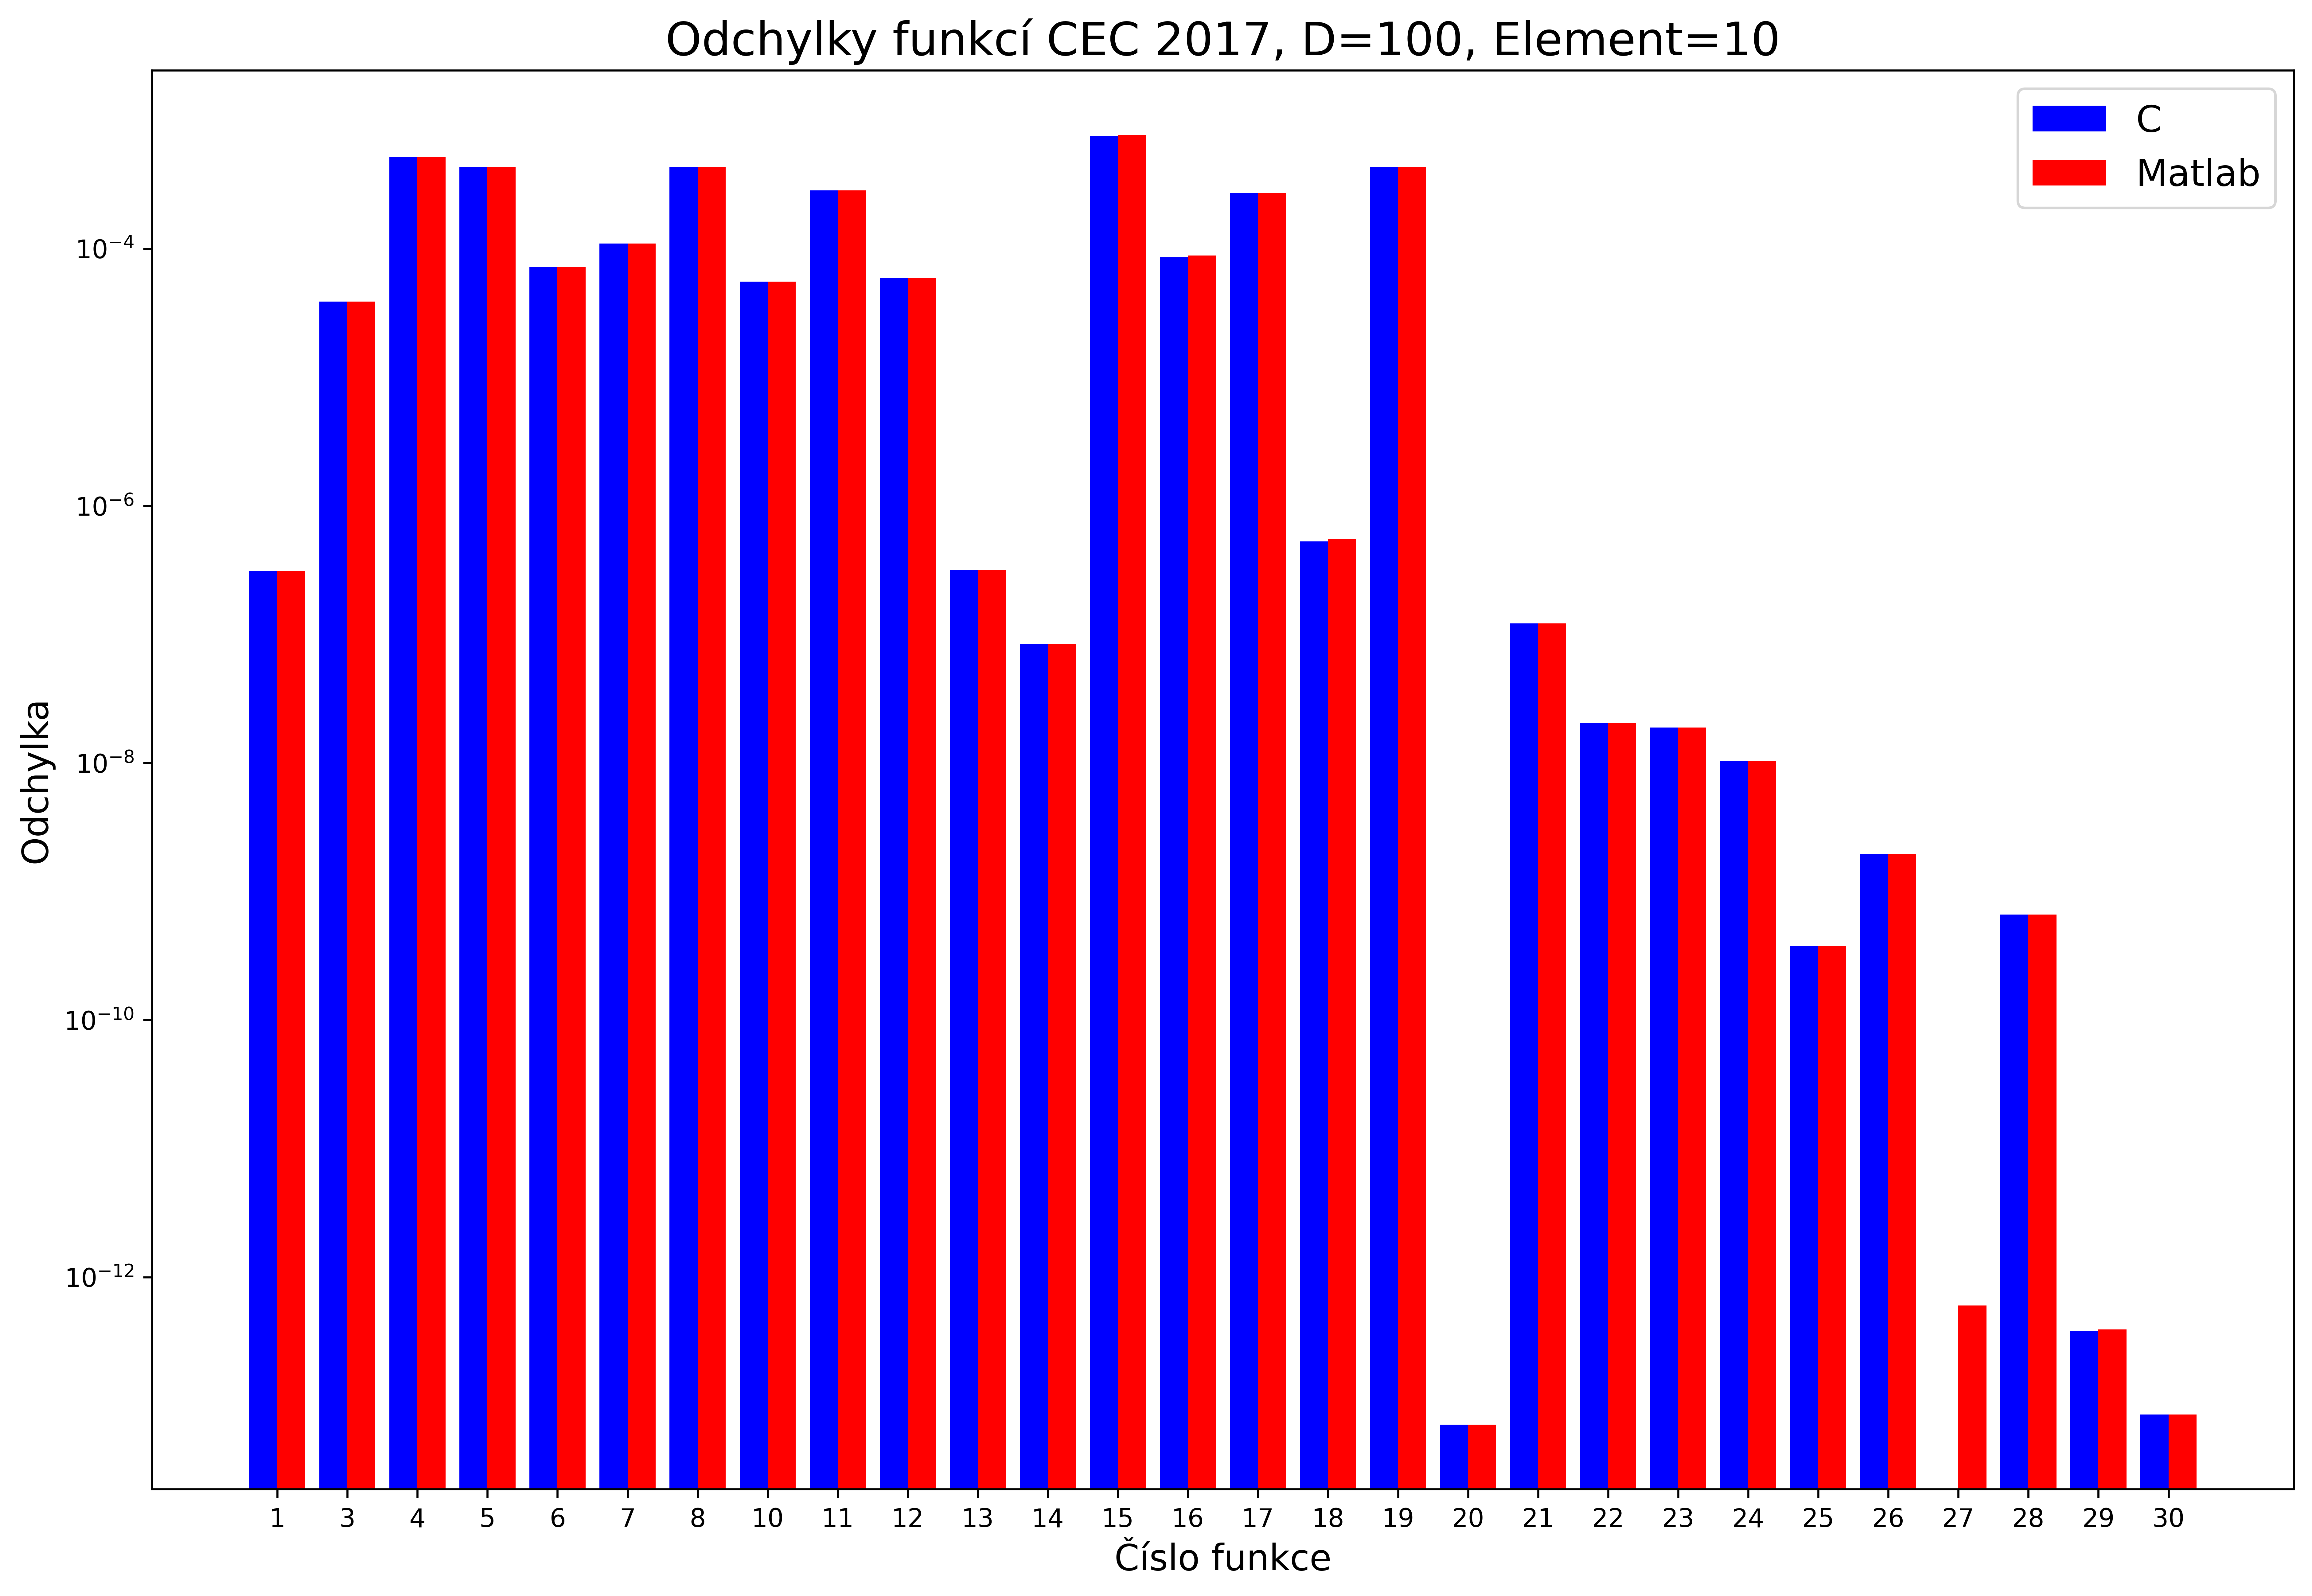 Odchylky funkcí CEC 2017, D=100, Element=10
C
Matlab
10⁻⁴
10⁻⁶
10⁻⁸
10⁻¹⁰
10⁻¹²
Odchylka
1 3 4 5 6 7 8 10 11 12 13 14 15 16 17 18 19 20 21 22 23 24 25 26 27 28 29 30
Číslo funkce